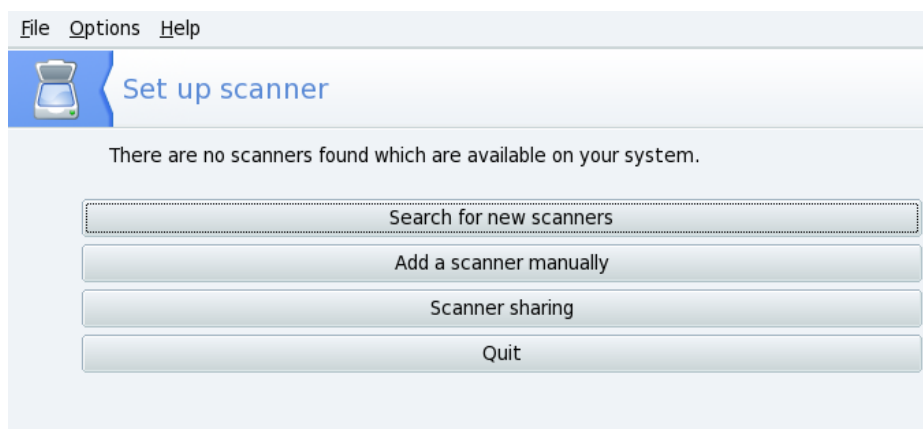 File Options Help
Set up scanner
There are no scanners found which are available on your system.
Search for new scanners
Add a scanner manually
Scanner sharing
Quit